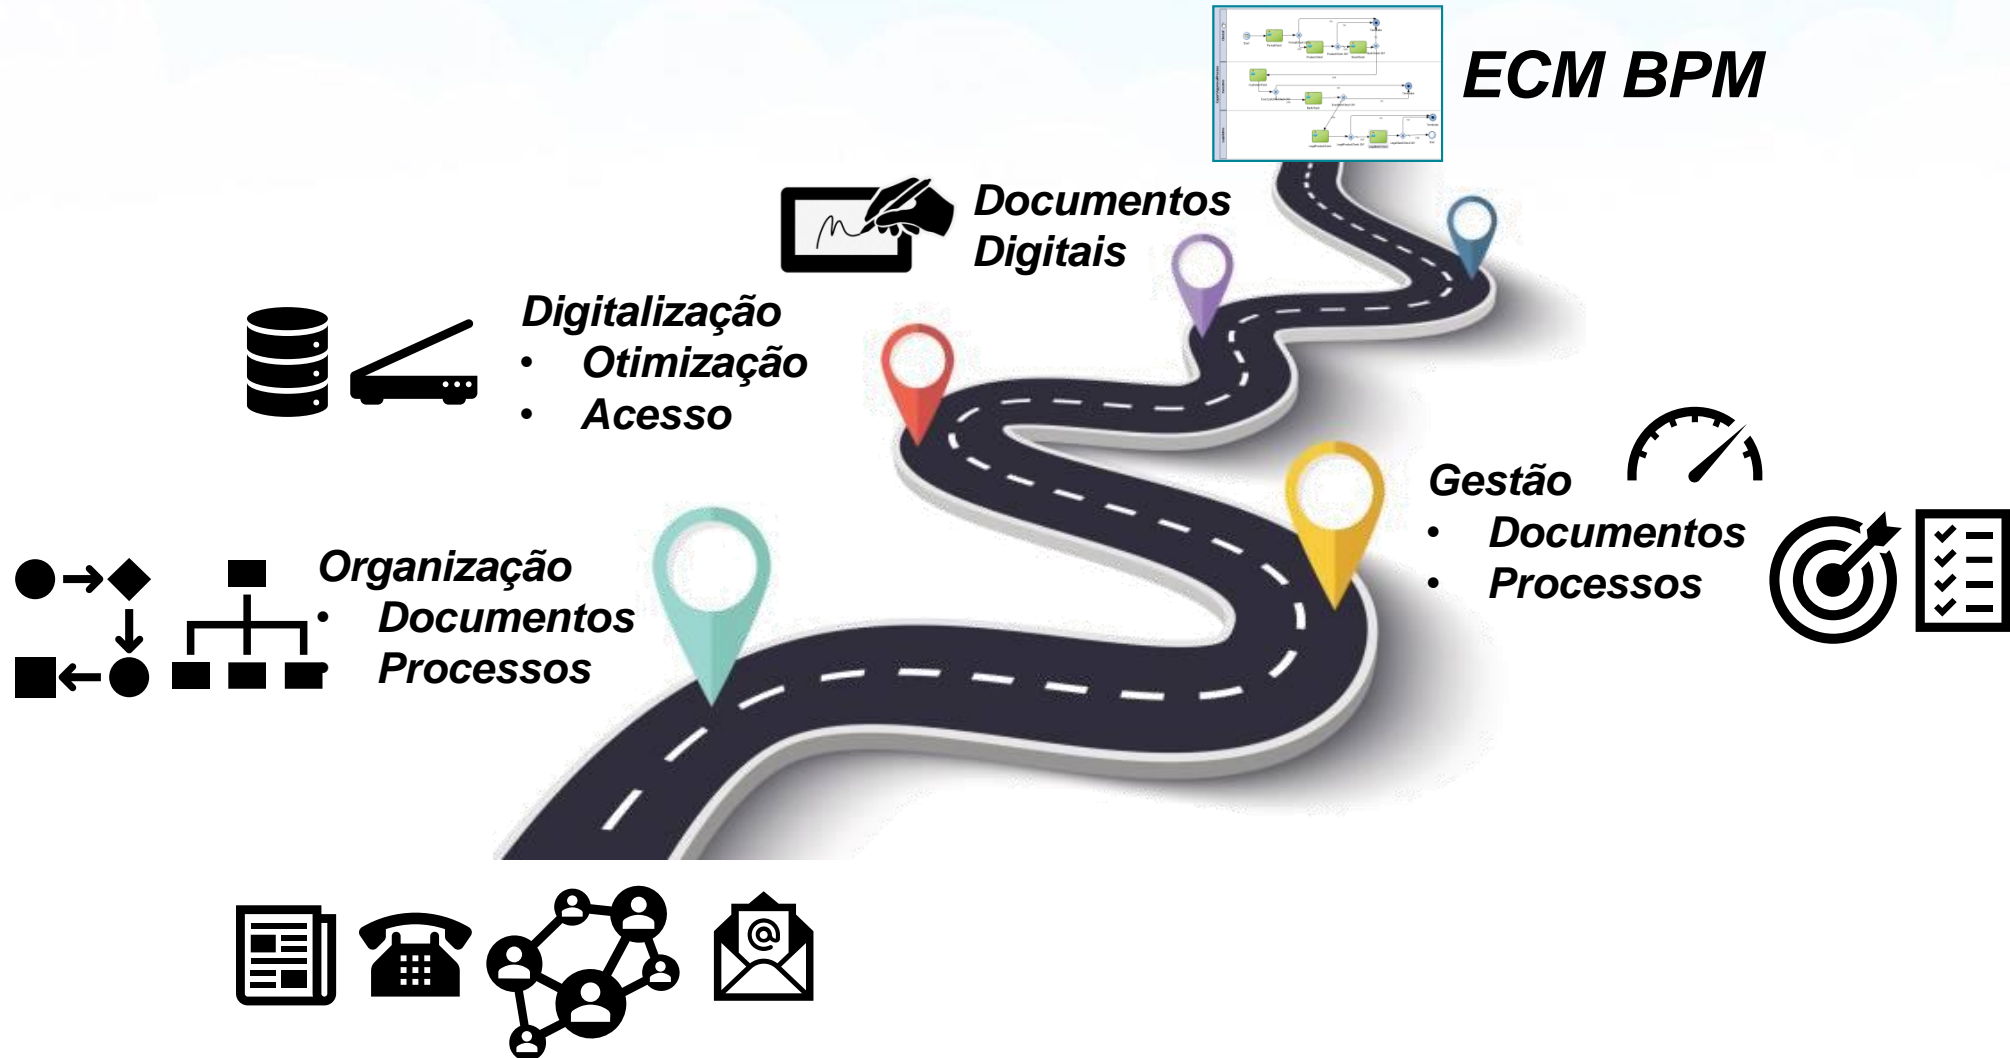 ECM BPM
Documentos
Digitais
Digitalização
• Otimização
• Acesso
Gestão
• Documentos
• Processos
Organização
• Documentos
• Processos
@